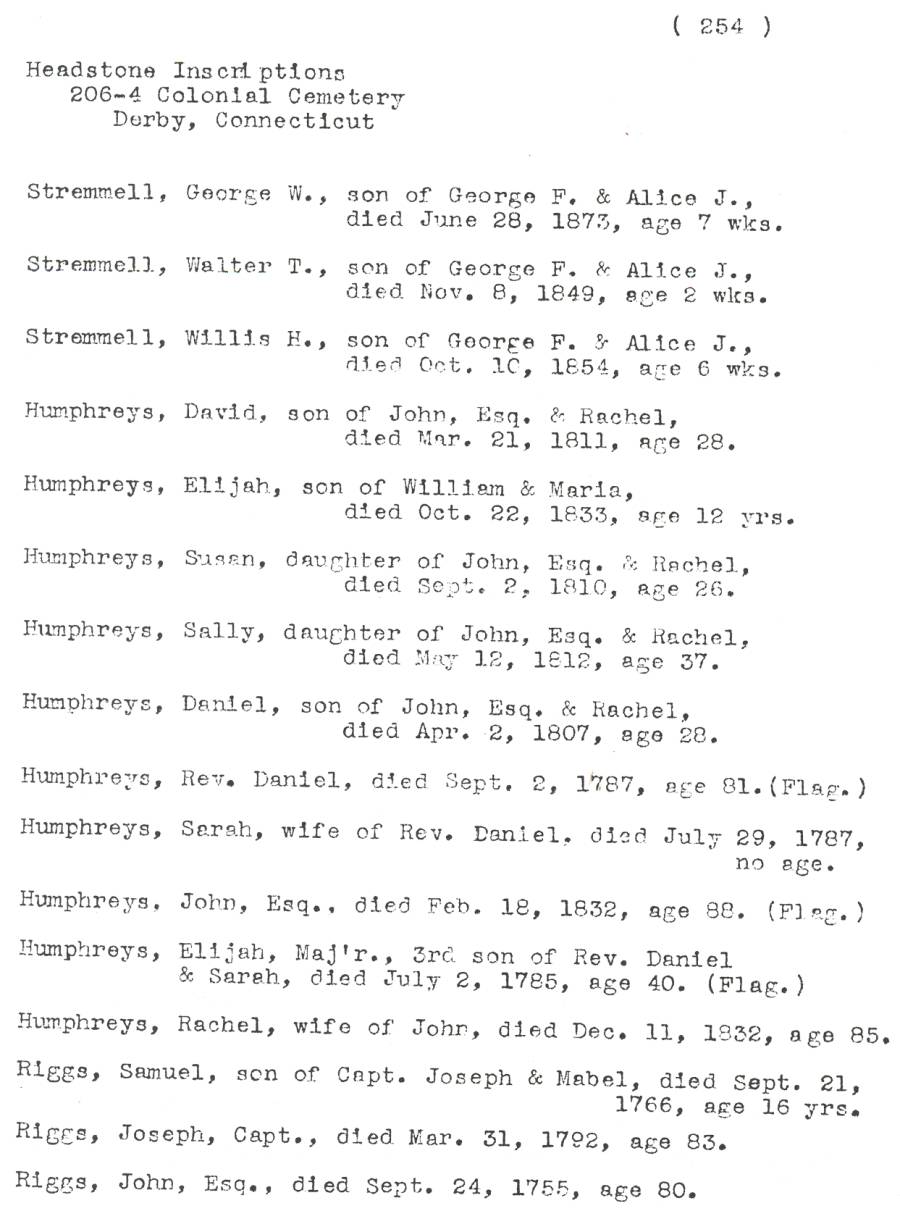 ( 254 )
Headstone Inscriptions
206-4 Colonial Cemetery
Derby, Connecticut
Stremmell, George W., son of George F. & Alice J.,
died June 28, 1873, age 7 wks.
Stremmell, Walter T., son of George F. & Alice J.,
died Nov. 8, 1849, age 2 wks.
Stremmell, Willis H., son of George F. & Alice J.,
died Oct. 10, 1854, age 6 wks.
Humphreys, David, son of John, Esq. & Rachel,
died Mar. 21, 1811, age 28.
Humphreys, Elijah, son of William & Maria,
died Oct. 22, 1833, age 12 yrs.
Humphreys, Susan, daughter of John, Esq. & Rachel,
died Sept. 2, 1810, age 26.
Humphreys, Sally, daughter of John, Esq. & Rachel,
died May 12, 1812, age 37.
Humphreys, Daniel, son of John, Esq. & Rachel,
died Apr. 2, 1807, age 28.
Humphreys, Rev. Daniel, died Sept. 2, 1787, age 81.(Flag.)
Humphreys, Sarah, wife of Rev. Daniel. died July 29, 1787,
no age.
Humphreys, John, Esq., died Feb. 18, 1832, age 88. (Flag.)
Humphreys, Elijah, Maj'r., 3rd son of Rev. Daniel
& Sarah, died July 2, 1785, age 40. (Flag.)
Humphreys, Rachel, wife of John, died Dec. 11, 1832, age 85.
Riggs, Samuel, son of Capt. Joseph & Mabel, died Sept. 21,
1766, age 16 yrs.
Riggs, Joseph, Capt., died Mar. 31, 1792, age 83.
Riggs, John, Esq., died Sept. 24, 1755, age 80.